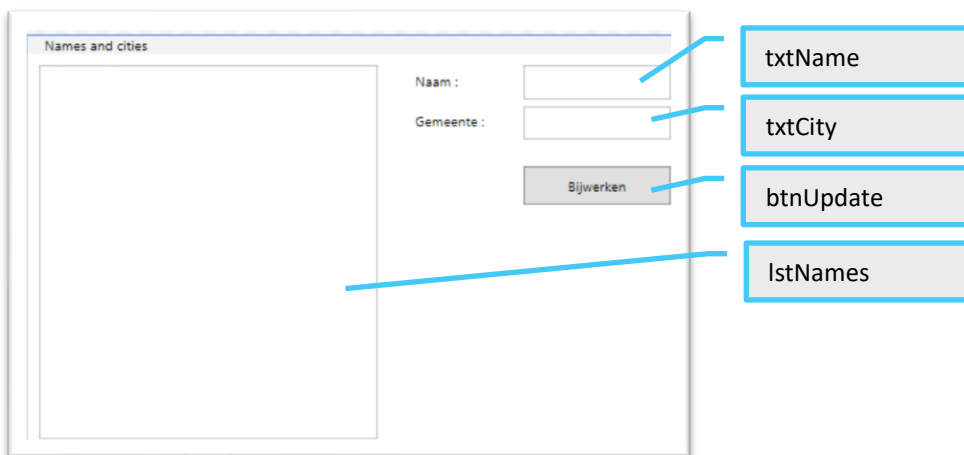 Names and cities
Naam :
Gemeente :
Bijwerken
txtName
txtCity
btnUpdate
lstNames